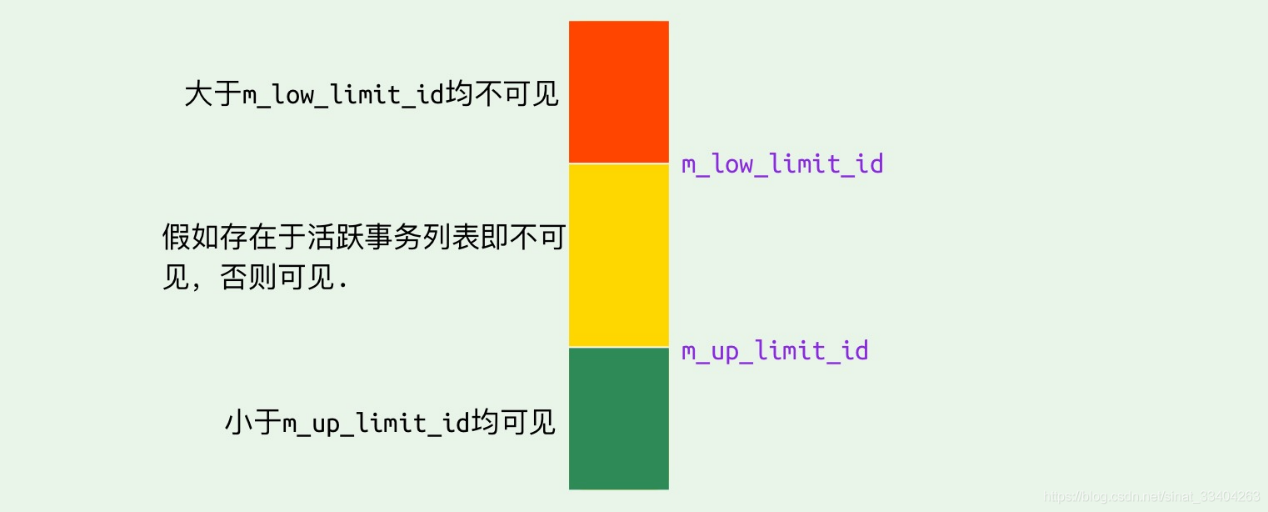 大于m_low_limit_id均不可见
m_low_limit_id
假如存在于活跃事务列表即不可
见，否则可见.
m_up_limit_id
小于m_up_limit_id均可见
https://blog.csdn.net/sinat_33404263